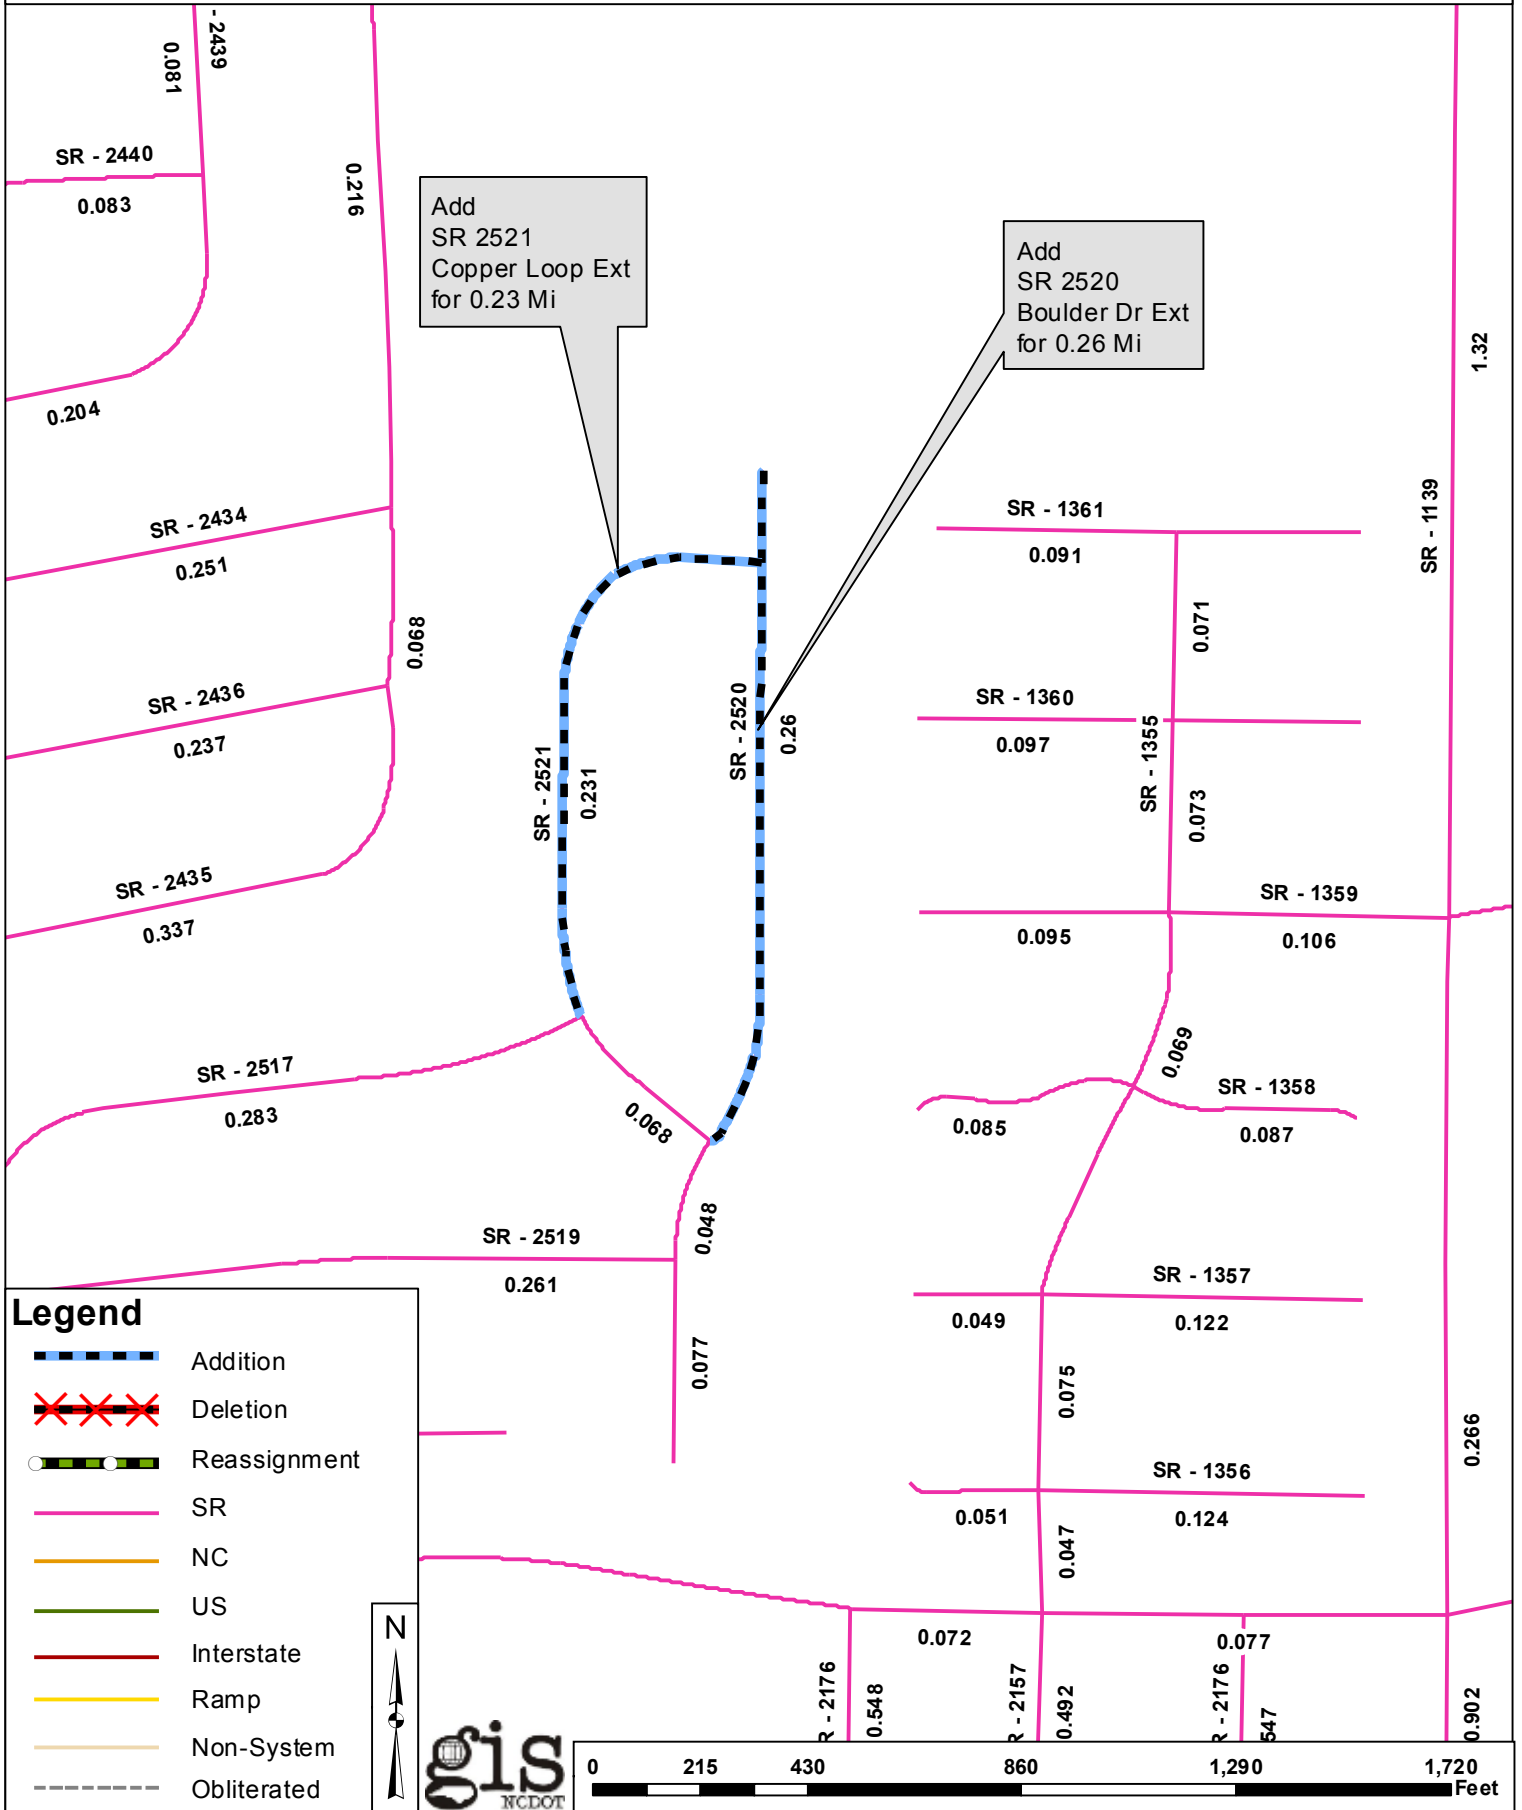 - 2439
0.081
SR - 2440
0.083
0.216
0.204
Add
SR 2521
Copper Loop Ext
for 0.23 Mi
Add
SR 2520
Boulder Dr Ext
for 0.26 Mi
1.32
SR - 1139
SR - 2434
0.251
0.068
SR - 1361
0.091
0.071
SR - 2436
0.237
SR - 2520
0.26
SR - 1360
0.097
SR - 1355
0.073
SR - 2521
0.231
SR - 2435
0.337
SR - 1359
0.095
0.106
SR - 2517
0.283
0.068
0.069
SR - 1358
0.085
0.087
0.048
SR - 2519
0.261
SR - 1357
0.049
0.122
0.077
0.075
SR - 1356
0.051
0.124
0.047
0.266
0.072
0.077
R - 2176
0.548
R - 2157
0.492
R - 2176
547
0.902
Legend
Addition
Deletion
Reassignment
SR
NC
US
Interstate
Ramp
Non-System
Obliterated
N
gis
NCDOT
0 215 430 860 1,290 1,720
Feet